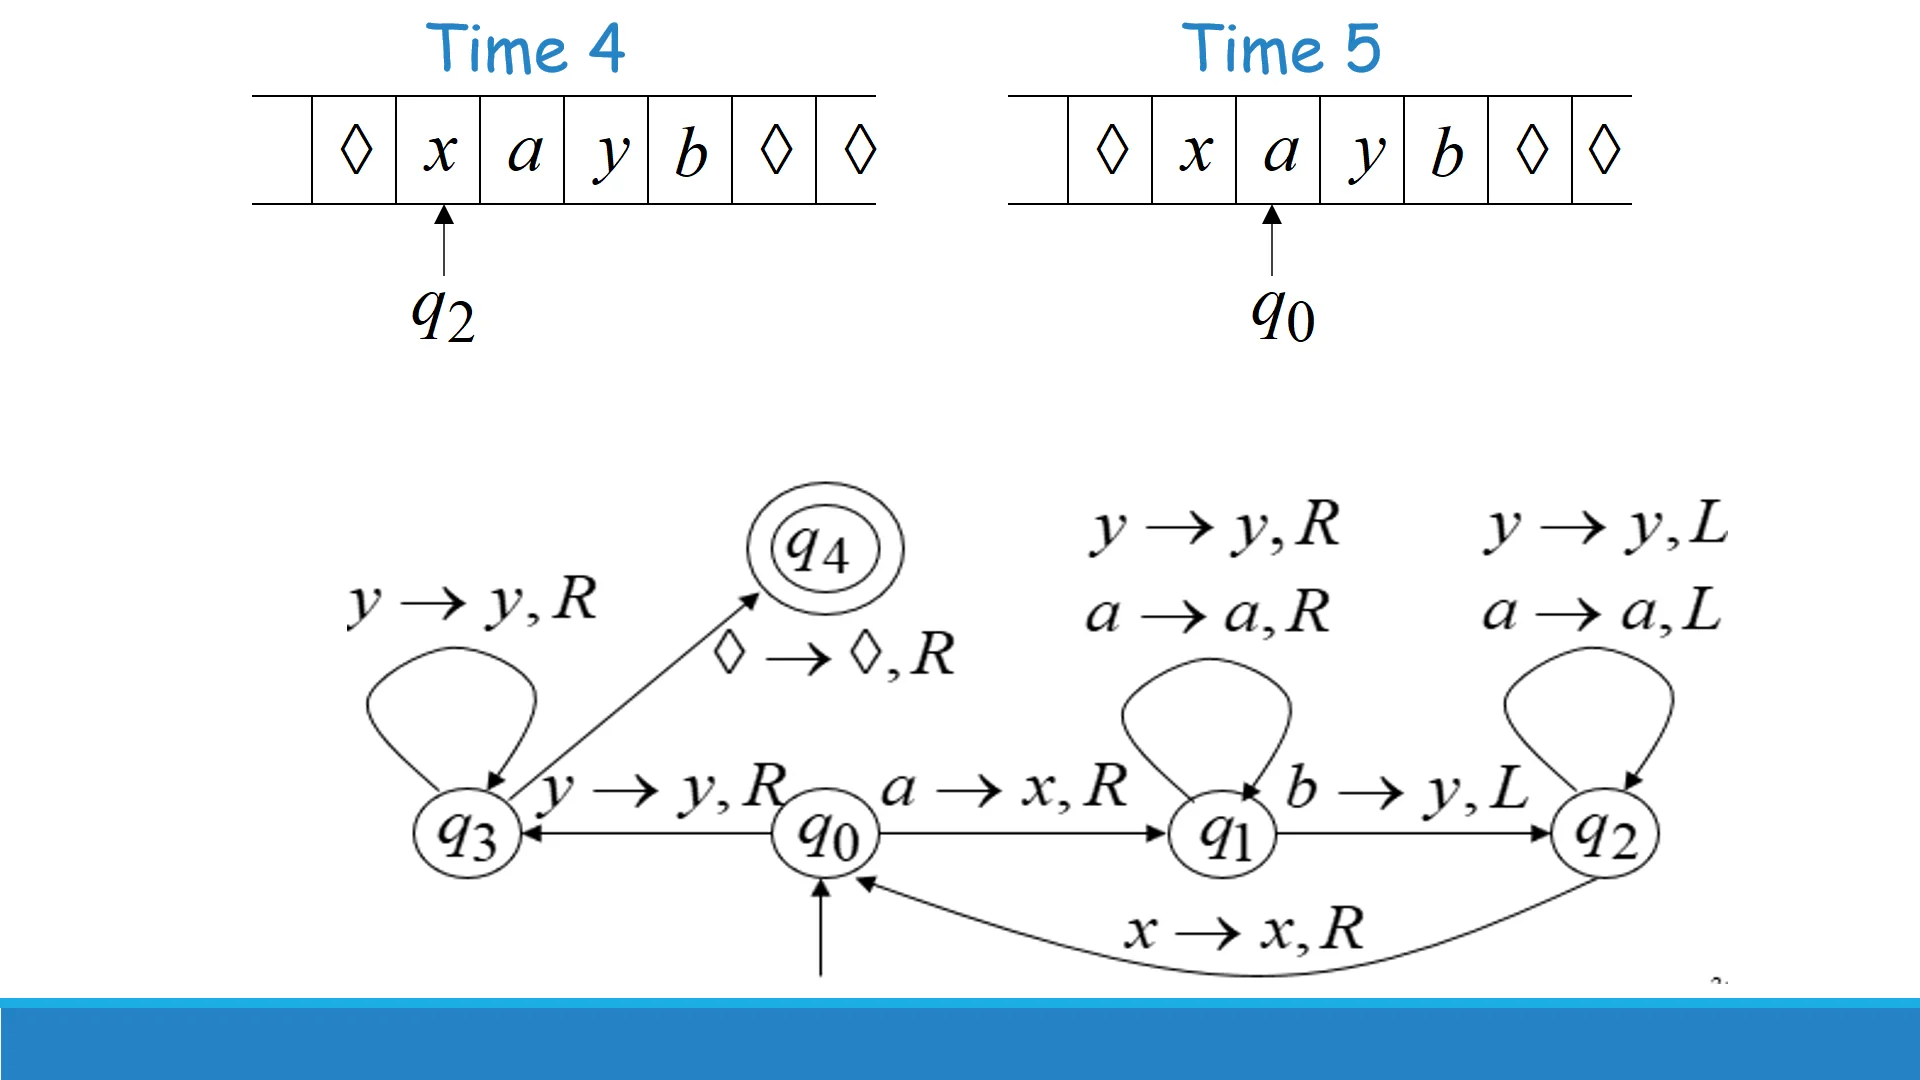 Time 4
Time 5
◊ x a y b ◊ ◊
◊ x a y b ◊ ◊
q2
q0
q4
y → y, R
y → y, L
y → y, R
a → a, R
a → a, L
◊ → ◊, R
y → y, R
a → x, R
b → y, L
q3
q0
q1
q2
x → x, R